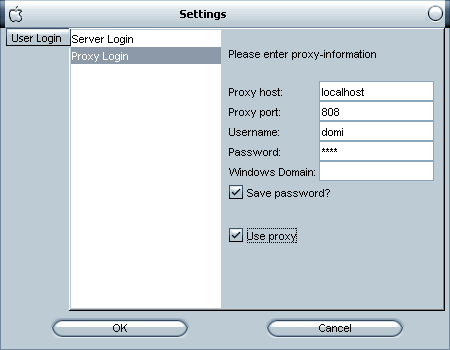 Settings
User Login
Server Login
Proxy Login
Please enter proxy-information
Proxy host: localhost
Proxy port: 808
Username: domi
Password: ****
Windows Domain:
Save password?
Use proxy
OK Cancel